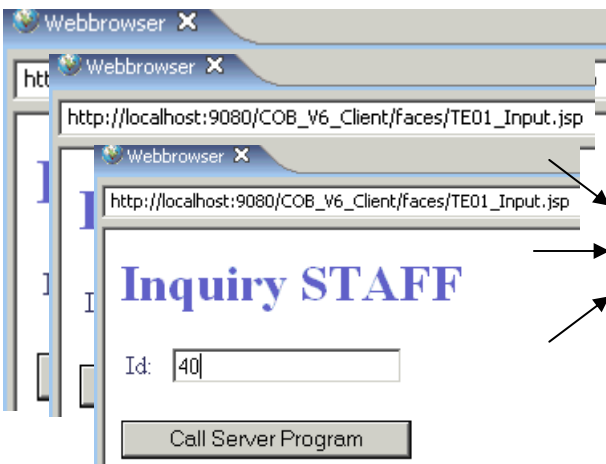 Webbrowser
htt
Webbrowser
http://localhost:9080/COB_V6_Client/faces/TE01_Input.jsp
Webbrowser
http://localhost:9080/COB_V6_Client/faces/TE01_Input.jsp
Inquiry STAFF
Id: 40
Call Server Program